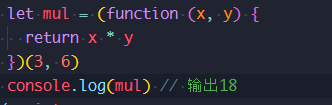 let mul = (function (x, y) {
  return x * y
})(3, 6)
console.log(mul) // 输出18